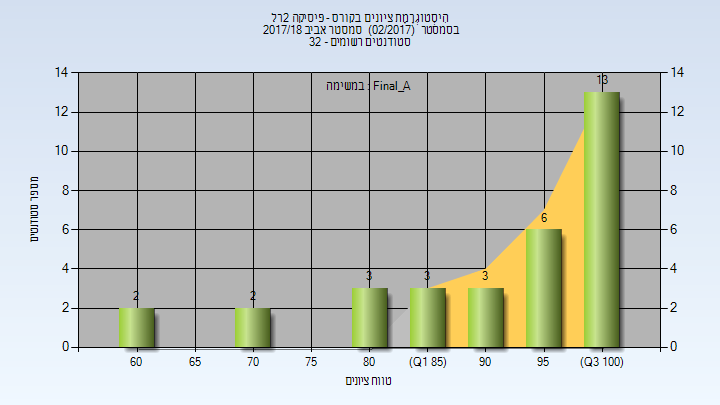 הִיסְטוֹגְרָמַת ציונים בקורס - פיסיקה 2רל
בסמסטר (02/2017) סמסטר אביב 2017/18
סטודנטים רשומים - 32
במשימה : Final_A
מספר סטודנטים
14 14
12 12
10 10
8 8
6 6
4 4
2 2
0 0
2 2 3 3 3 6 13
60 65 70 75 80 (Q1 85) 90 95 (Q3 100)
טווח ציונים